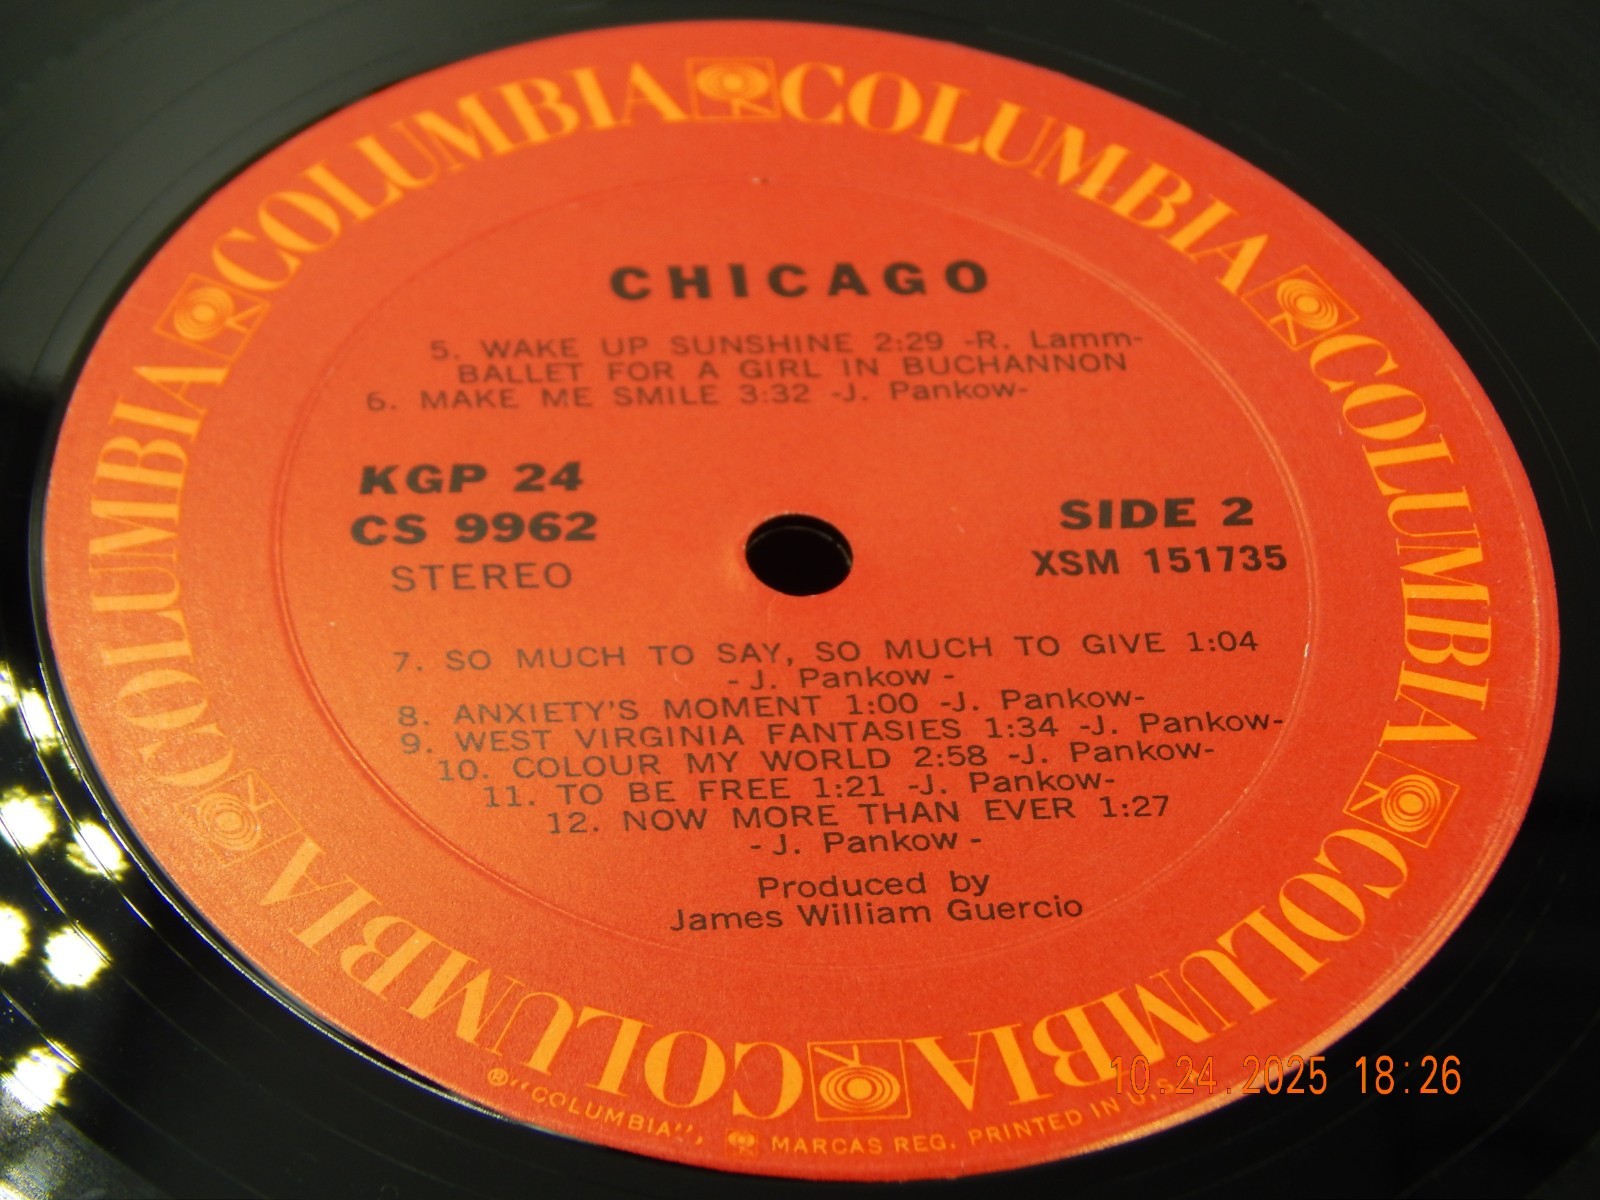 COLUMBIA COLUMBIA COLUMBIA COLUMBIA COLUMBIA COLUMBIA
CHICAGO
5. WAKE UP SUNSHINE 2:29 -R. Lamm-
BALLET FOR A GIRL IN BUCHANNON
6. MAKE ME SMILE 3:32 -J. Pankow-
KGP 24
CS 9962
STEREO
SIDE 2
XSM 151735
7. SO MUCH TO SAY, SO MUCH TO GIVE 1:04
- J. Pankow -
8. ANXIETY'S MOMENT 1:00 -J. Pankow-
9. WEST VIRGINIA FANTASIES 1:34 -J. Pankow-
10. COLOUR MY WORLD 2:58 -J. Pankow-
11. TO BE FREE 1:21 -J. Pankow-
12. NOW MORE THAN EVER 1:27
- J. Pankow -
Produced by
James William Guercio
® "COLUMBIA", MARCAS REG. PRINTED IN U.S.A.
10.24.2025 18:26